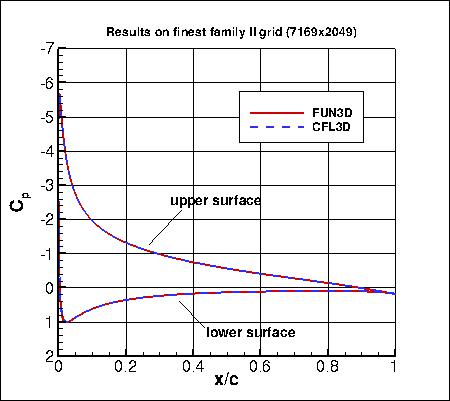 Results on finest family II grid (7169x2049)
-7
-6
-5
-4
-3
-2
-1
0
1
2
Cp
FUN3D
CFL3D
upper surface
lower surface
0 0.2 0.4 0.6 0.8 1
x/c